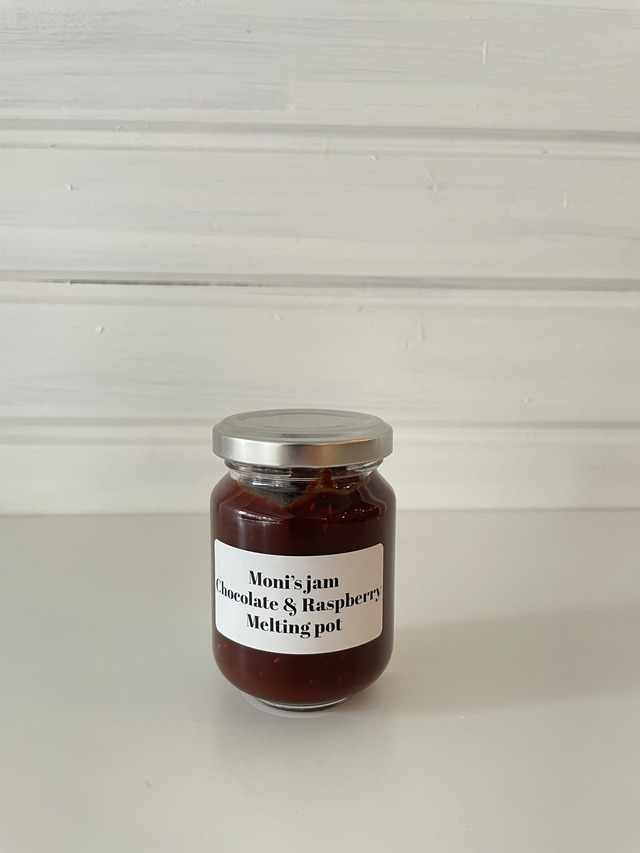 Moni's jam
Chocolate & Raspberry
Melting pot